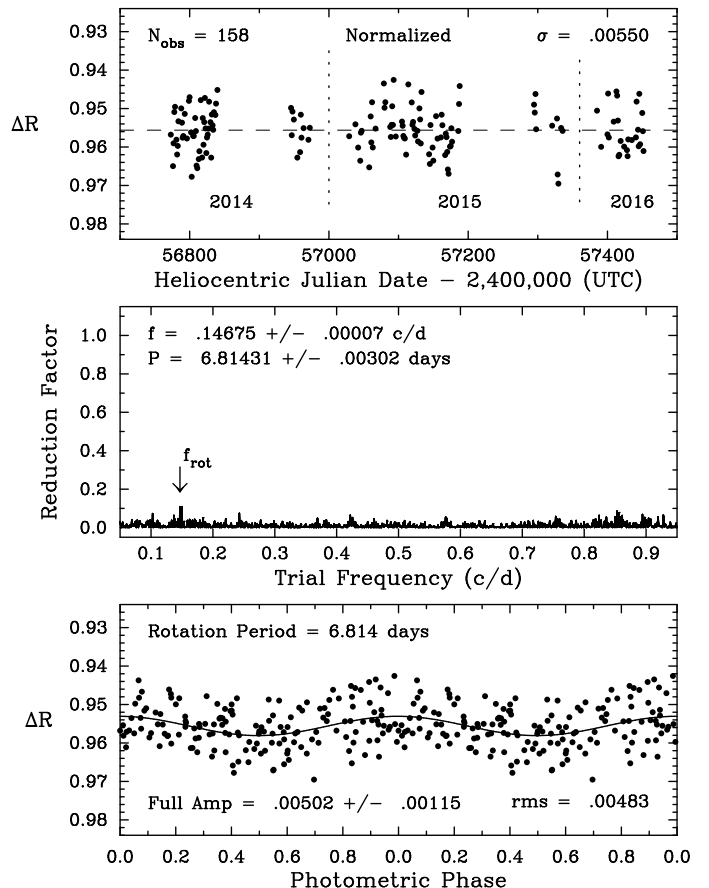 N_obs = 158 Normalized σ = .00550
0.93
0.94
0.95
ΔR
0.96
0.97
0.98
2014 2015 2016
56800 57000 57200 57400
Heliocentric Julian Date − 2,400,000 (UTC)
f = .14675 +/− .00007 c/d
P = 6.81431 +/− .00302 days
1.0
0.8
0.6
0.4
0.2
0.0
Reduction Factor
f_rot
0.1 0.2 0.3 0.4 0.5 0.6 0.7 0.8 0.9
Trial Frequency (c/d)
Rotation Period = 6.814 days
0.93
0.94
0.95
ΔR
0.96
0.97
0.98
Full Amp = .00502 +/− .00115 rms = .00483
0.0 0.2 0.4 0.6 0.8 0.0 0.2 0.4 0.6 0.8 0.0
Photometric Phase